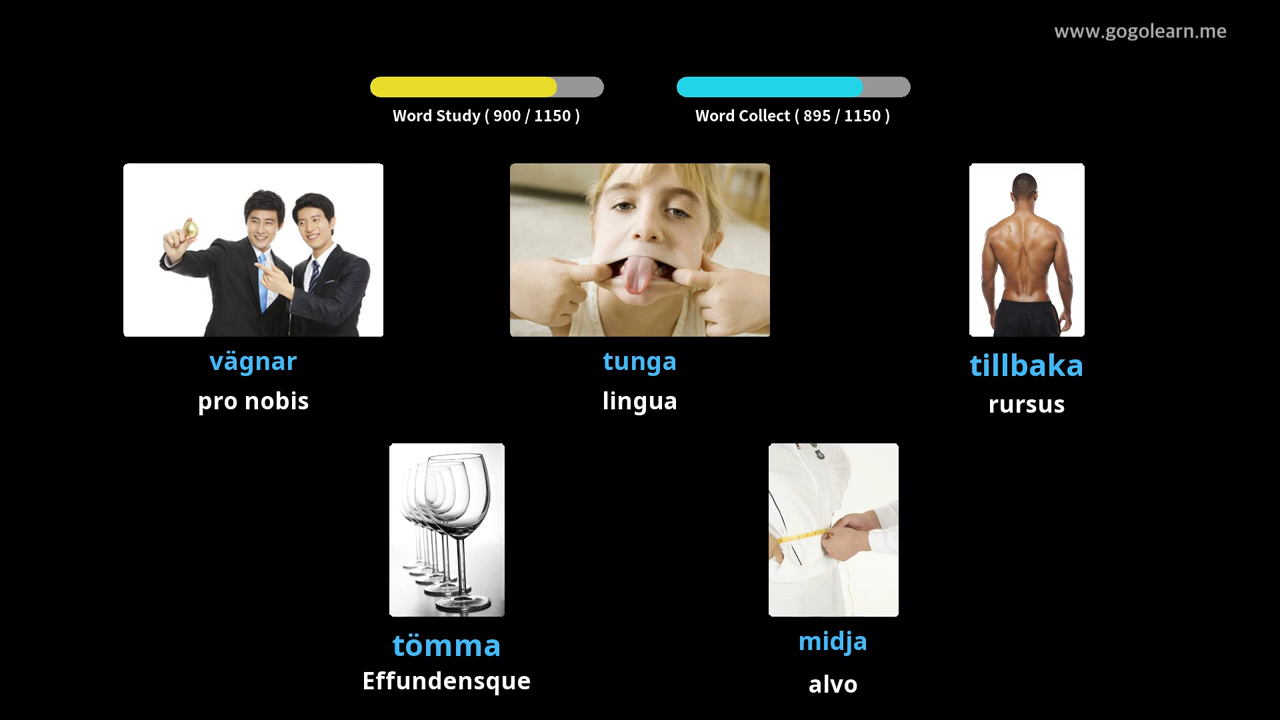 www.gogolearn.me
Word Study ( 900 / 1150 )
Word Collect ( 895 / 1150 )
vägnar
tunga
tillbaka
pro nobis
lingua
rursus
tömma
midja
Effundensque
alvo